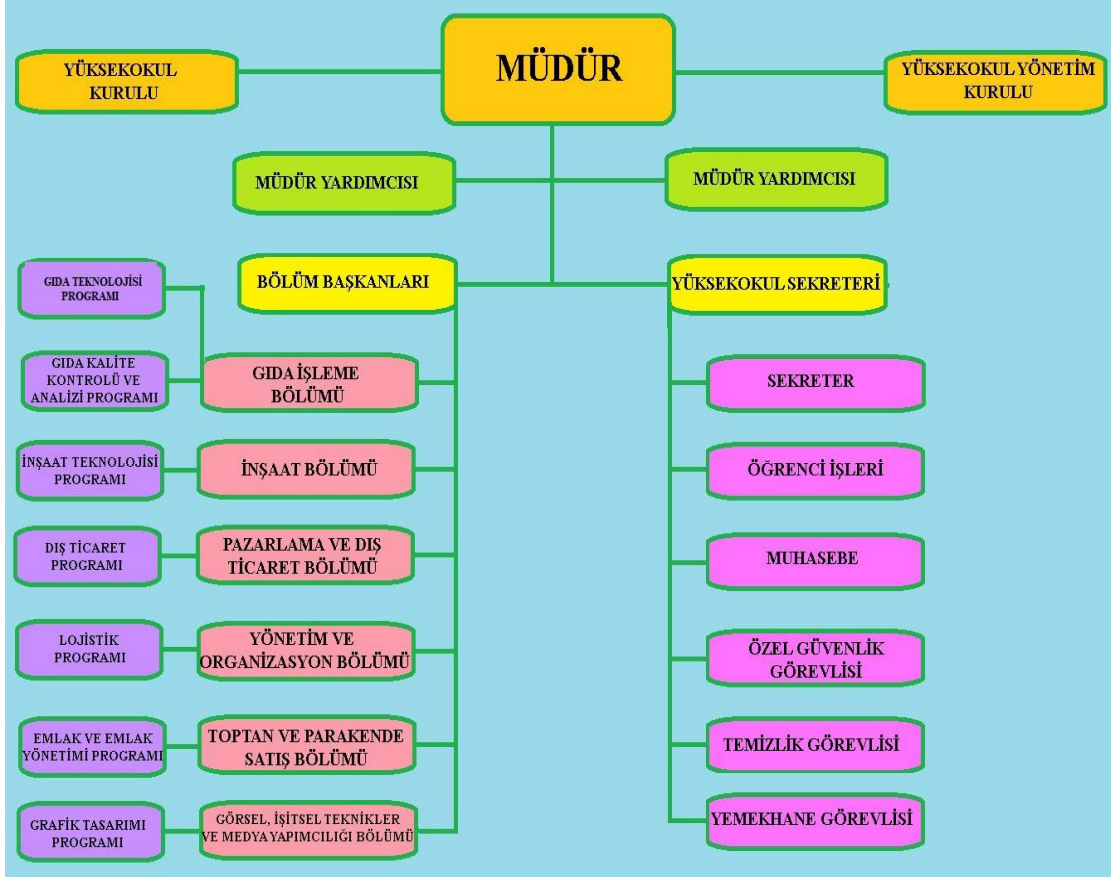 YÜKSEKOKUL
KURULU
MÜDÜR
YÜKSEKOKUL YÖNETİM
KURULU
MÜDÜR YARDIMCISI
MÜDÜR YARDIMCISI
BÖLÜM BAŞKANLARI
YÜKSEKOKUL SEKRETERİ
GIDA TEKNOLOJİSİ
PROGRAMI
GIDA KALİTE
KONTROLÜ VE
ANALİZİ PROGRAMI
GIDA İŞLEME
BÖLÜMÜ
SEKRETER
İNŞAAT TEKNOLOJİSİ
PROGRAMI
İNŞAAT BÖLÜMÜ
ÖĞRENCİ İŞLERİ
DIŞ TİCARET
PROGRAMI
PAZARLAMA VE DIŞ
TİCARET BÖLÜMÜ
MUHASEBE
LOJİSTİK
PROGRAMI
YÖNETİM VE
ORGANİZASYON BÖLÜMÜ
ÖZEL GÜVENLİK
GÖREVLİSİ
EMLAK VE EMLAK
YÖNETİMİ PROGRAMI
TOPTAN VE PARAKENDE
SATIŞ BÖLÜMÜ
TEMİZLİK GÖREVLİSİ
GRAFİK TASARIMI
PROGRAMI
GÖRSEL, İŞİTSEL TEKNİKLER
VE MEDYA YAPIMCILIĞI BÖLÜMÜ
YEMEKHANE GÖREVLİSİ